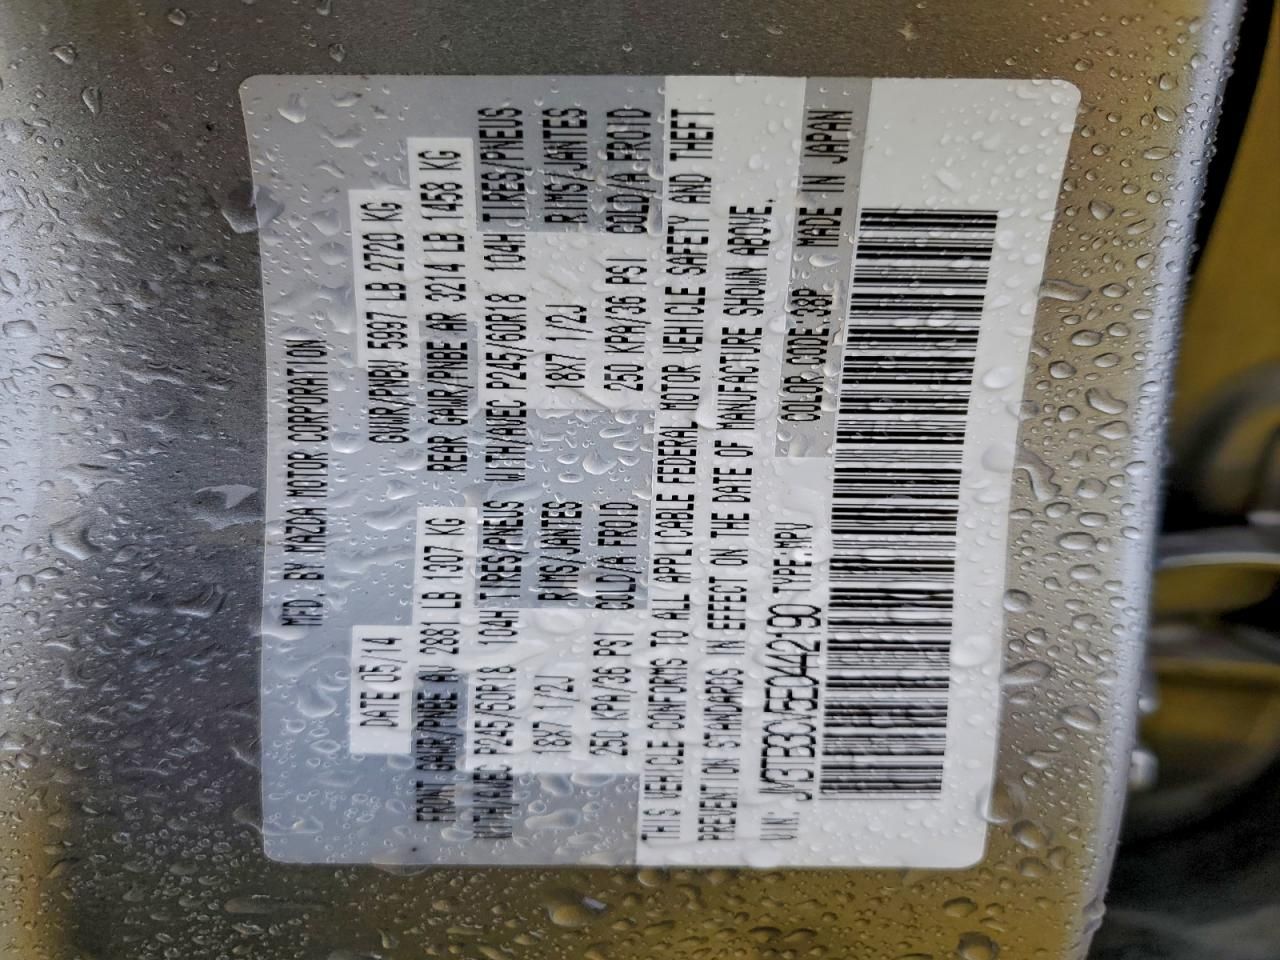 MFD. BY MAZDA MOTOR CORPORATION
DATE 05/14 GVWR/PNBV 5997 LB 2720 KG
FRONT GAWR/PNBE AV 2881 LB 1307 KG REAR GAWR/PNBE AR 3214 LB 1458 KG
WITH/AVEC P245/60R18 104H TIRES/PNEUS WITH/AVEC P245/60R18 104H TIRES/PNEUS
18X7 1/2J RIMS/JANTES 18X7 1/2J RIMS/JANTES
250 KPA/36 PSI COLD/A FROID 250 KPA/36 PSI COLD/A FROID
THIS VEHICLE CONFORMS TO ALL APPLICABLE FEDERAL MOTOR VEHICLE SAFETY AND THEFT
PREVENTION STANDARDS IN EFFECT ON THE DATE OF MANUFACTURE SHOWN ABOVE.
VIN: JM3TB3CV5E0442190 TYPE:MPV COLOR CODE:38P MADE IN JAPAN